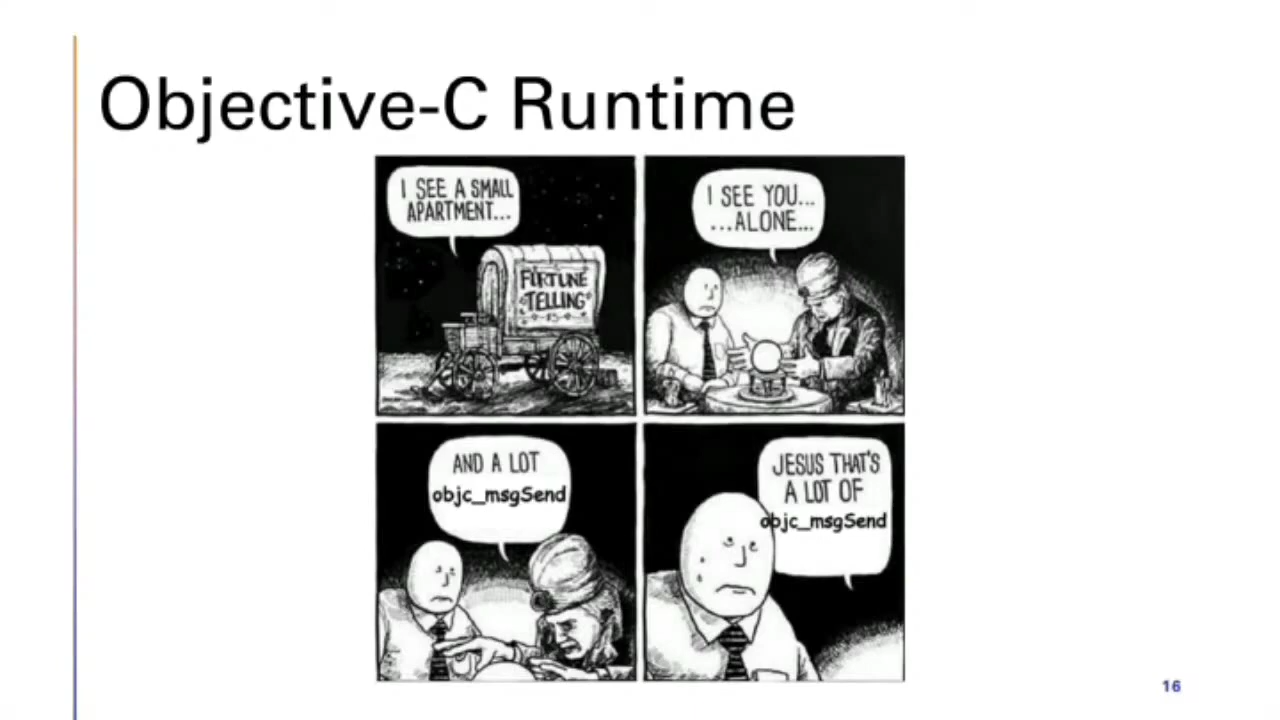 Objective-C Runtime
I SEE A SMALL
APARTMENT...
FORTUNE
TELLING
I SEE YOU...
...ALONE...
AND A LOT
objc_msgSend
JESUS THAT'S
A LOT OF
objc_msgSend
16